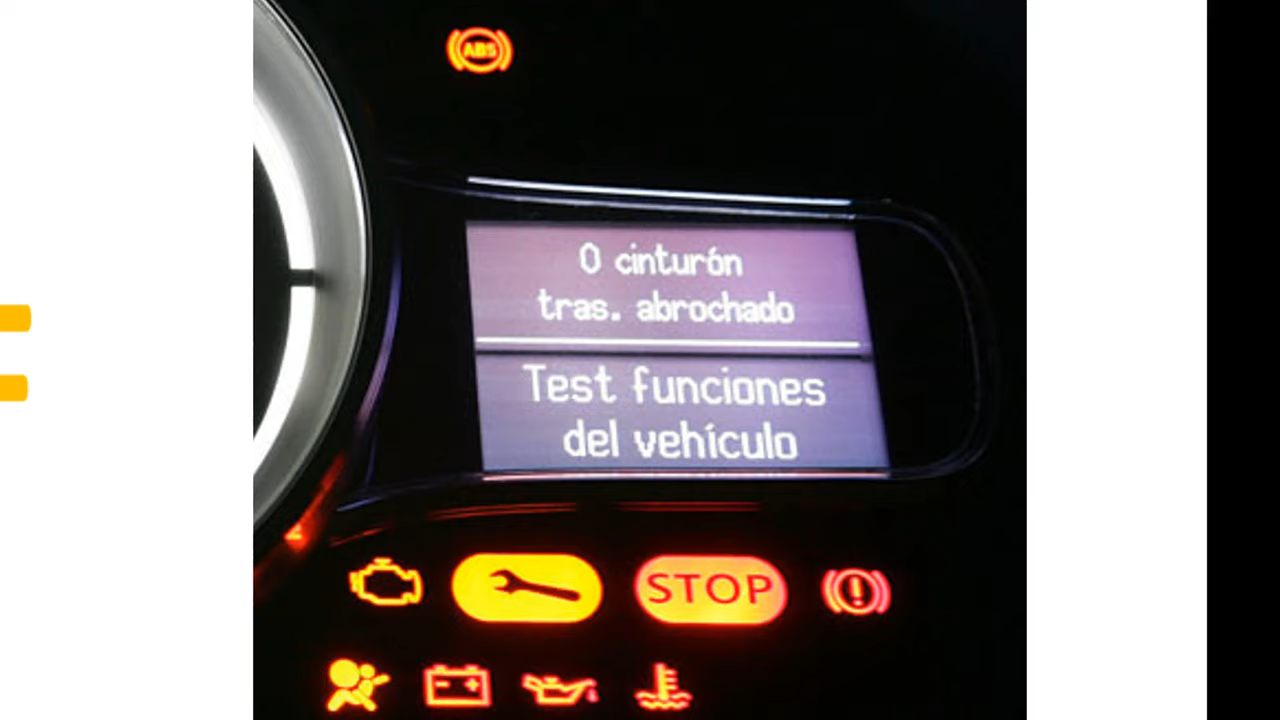 ABS
0 cinturón
tras. abrochado
Test funciones
del vehículo
STOP